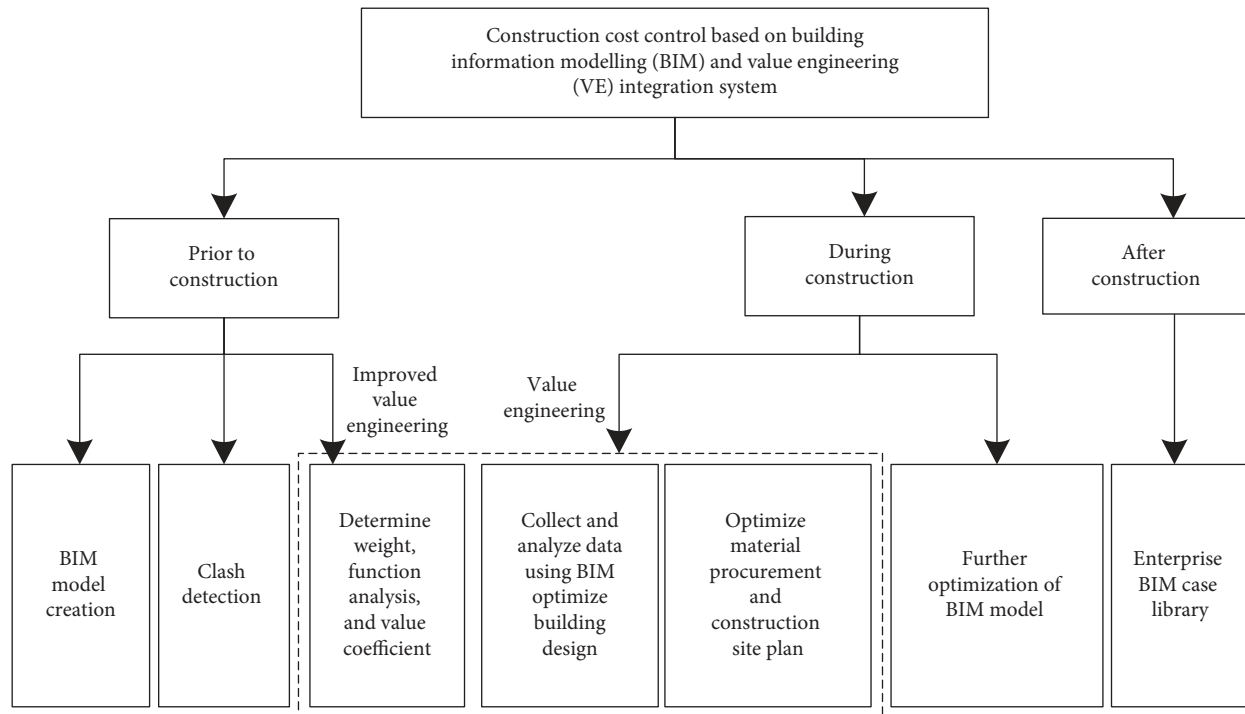 Construction cost control based on building
information modelling (BIM) and value engineering
(VE) integration system
Prior to
construction
During
construction
After
construction
Improved
value
engineering
Value
engineering
BIM
model
creation
Clash
detection
Determine
weight,
function
analysis,
and value
coefficient
Collect and
analyze data
using BIM
optimize
building
design
Optimize
material
procurement
and
construction
site plan
Further
optimization of
BIM model
Enterprise
BIM case
library